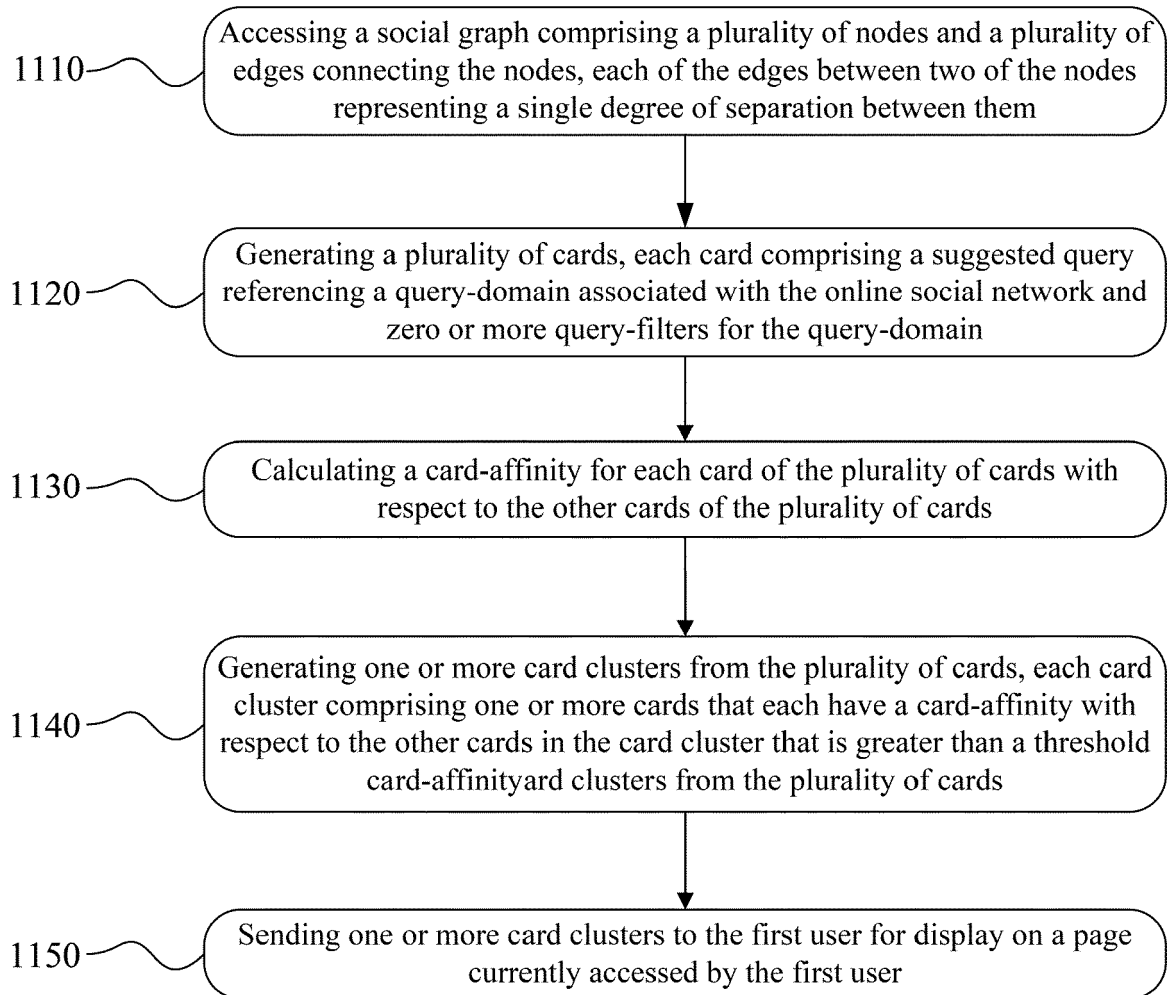 Accessing a social graph comprising a plurality of nodes and a plurality of
1110
edges connecting the nodes, each of the edges between two of the nodes
representing a single degree of separation between them
Generating a plurality of cards, each card comprising a suggested query
1120
referencing a query-domain associated with the online social network and
zero or more query-filters for the query-domain
1130
Calculating a card-affinity for each card of the plurality of cards with
respect to the other cards of the plurality of cards
Generating one or more card clusters from the plurality of cards, each card
1140
cluster comprising one or more cards that each have a card-affinity with
respect to the other cards in the card cluster that is greater than a threshold
card-affinityard clusters from the plurality of cards
1150
Sending one or more card clusters to the first user for display on a page
currently accessed by the first user